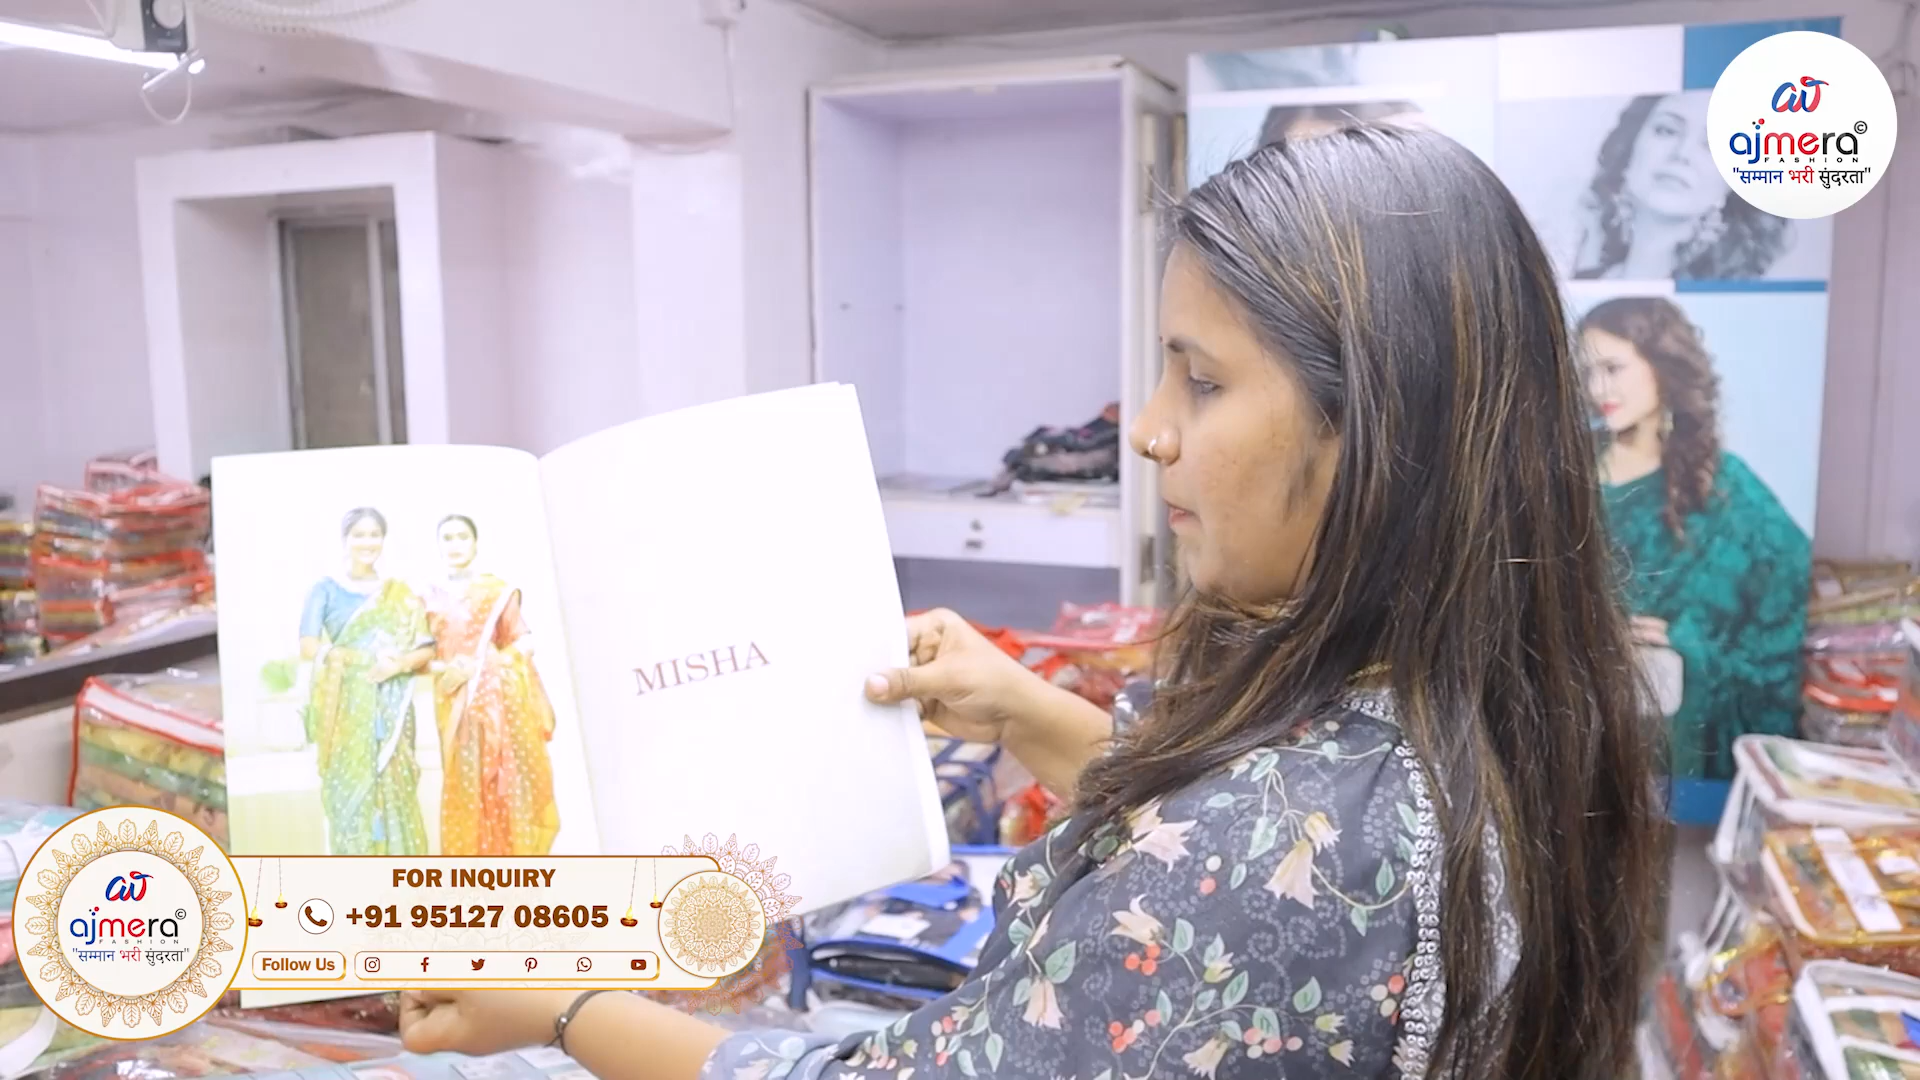 ajmera©
FASHION
"सम्मान भरी सुंदरता"
MISHA
ajmera©
FASHION
"सम्मान भरी सुंदरता"
FOR INQUIRY
+91 95127 08605
Follow Us